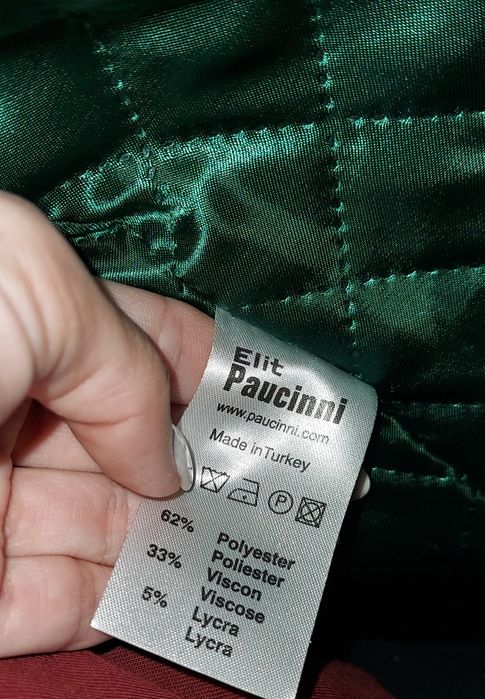 Elit
Paucinni
www.paucinni.com
Made in Turkey
P
62% Polyester
Poliester
33% Viscon
Viscose
5% Lycra
Lycra